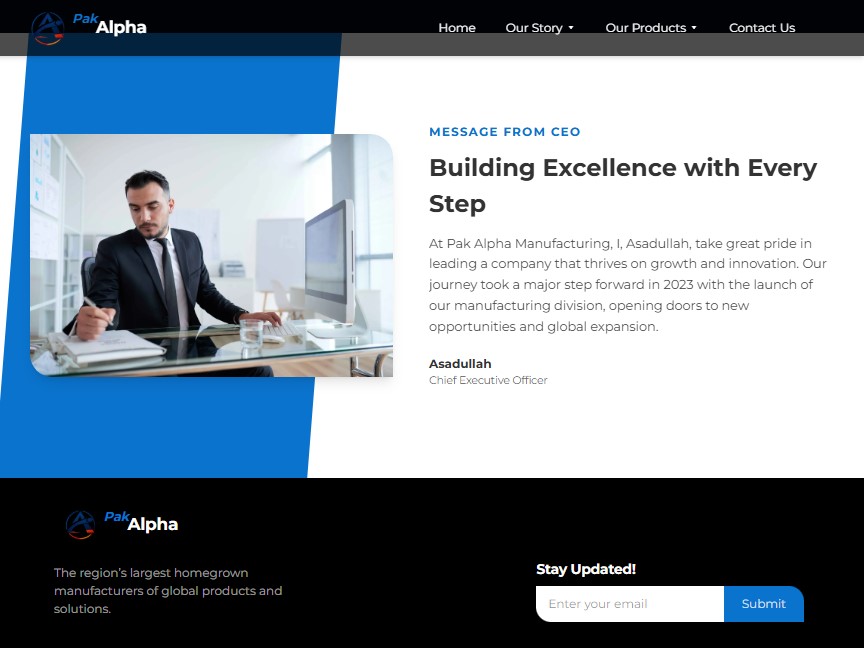 Pak
Alpha
Home
Our Story
Our Products
Contact Us
MESSAGE FROM CEO
Building Excellence with Every
Step
At Pak Alpha Manufacturing, I, Asadullah, take great pride in
leading a company that thrives on growth and innovation. Our
journey took a major step forward in 2023 with the launch of
our manufacturing division, opening doors to new
opportunities and global expansion.
Asadullah
Chief Executive Officer
Pak
Alpha
The region's largest homegrown
manufacturers of global products and
solutions.
Stay Updated!
Enter your email
Submit